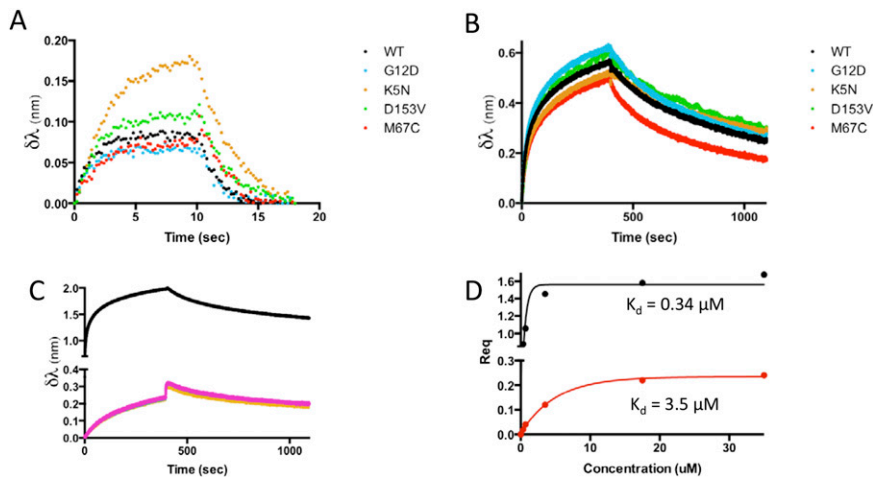 A
δλ (nm)
0.20
0.15
0.10
0.05
0.00
0
5
10
15
20
Time (sec)
WT
G12D
K5N
D153V
M67C
B
δλ (nm)
0.6
0.4
0.2
0.0
0
500
1000
Time (sec)
WT
G12D
K5N
D153V
M67C
C
δλ (nm)
2.0
1.5
1.0
0.4
0.3
0.2
0.1
0.0
0
500
1000
Time (sec)
D
Req
1.6
1.4
1.2
1.0
0.8
0.3
0.2
0.1
0.0
Kd = 0.34 µM
Kd = 3.5 µM
0
10
20
30
Concentration (uM)